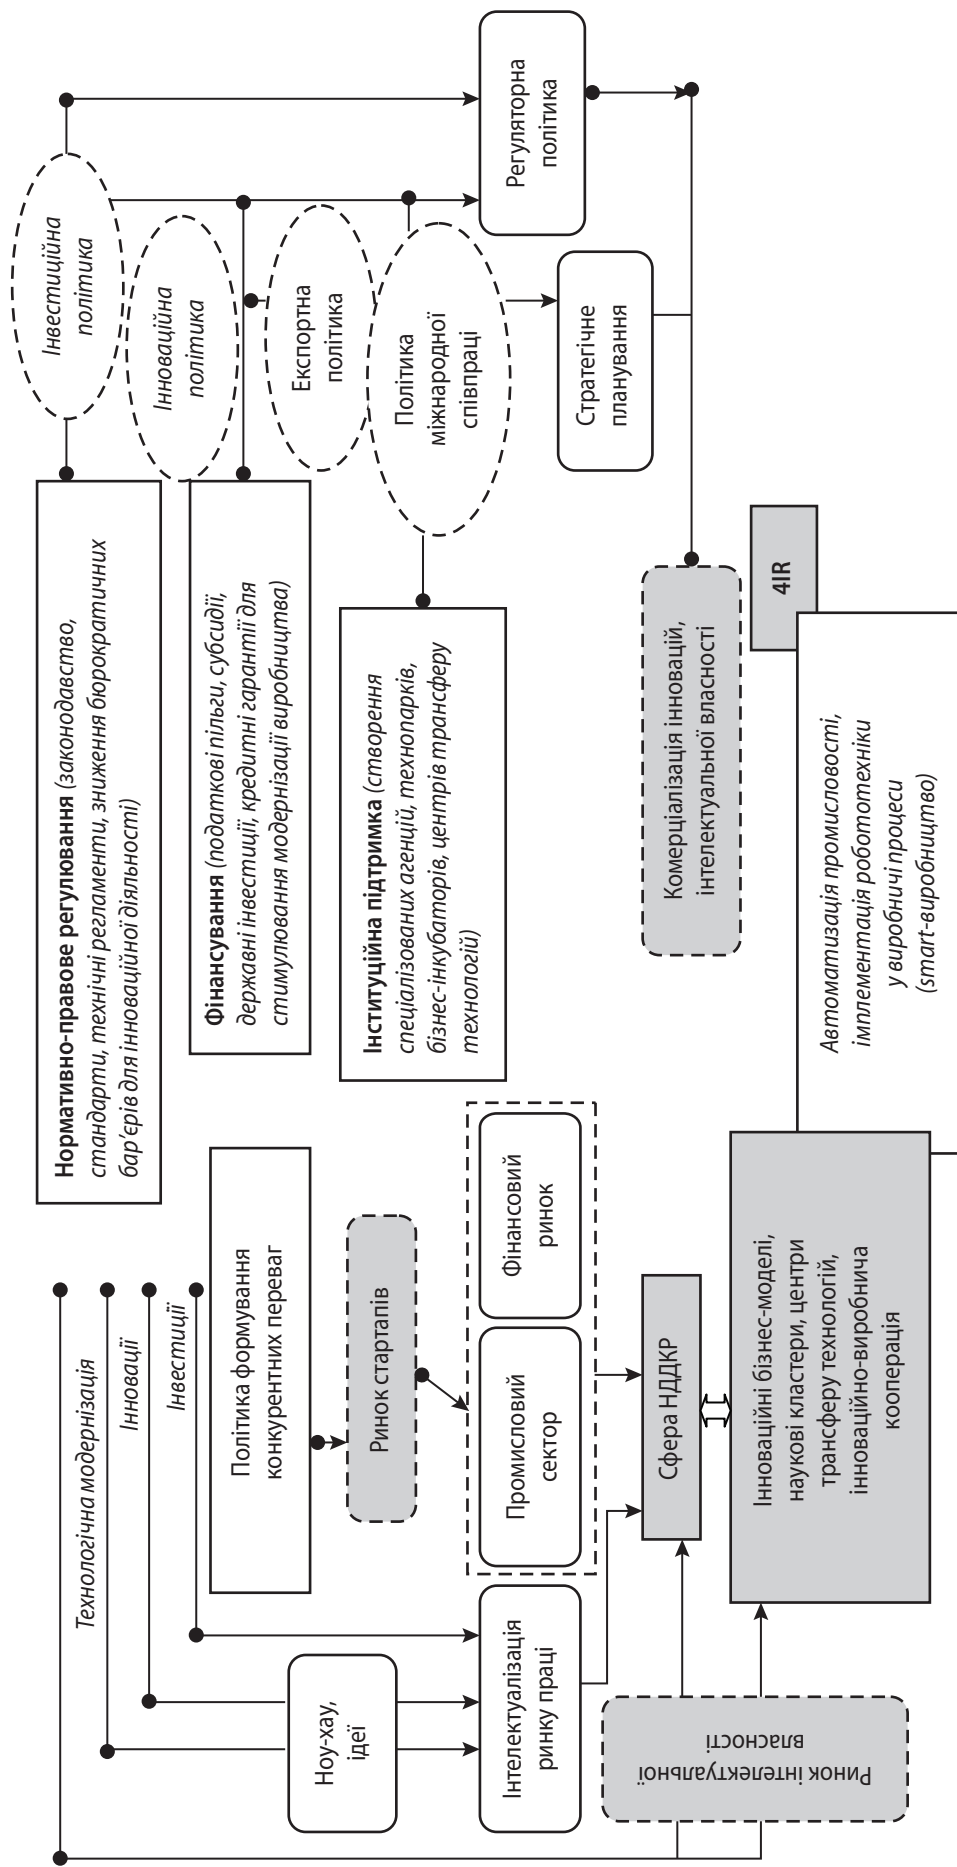 Технологічна модернізація
Інновації
Інвестиції
Ноу-хау,
ідеї
Інтелектуалізація
ринку праці
Ринок інтелектуальної
власності
Політика формування
конкурентних переваг
Ринок стартапів
Промисловий
сектор
Фінансовий
ринок
Сфера НДДКР
Інноваційні бізнес-моделі,
наукові кластери, центри
трансферу технологій,
інноваційно-виробнича
кооперація
Нормативно-правове регулювання (законодавство,
стандарти, технічні регламенти, зниження бюрократичних
бар’єрів для інноваційної діяльності)
Фінансування (податкові пільги, субсидії,
державні інвестиції, кредитні гарантії для
стимулювання модернізації виробництва)
Інституційна підтримка (створення
спеціалізованих агенцій, технопарків,
бізнес-інкубаторів, центрів трансферу
технологій)
Інвестиційна
політика
Інноваційна
політика
Експортна
політика
Політика
міжнародної
співпраці
Регуляторна
політика
Стратегічне
планування
Комерціалізація інновацій,
інтелектуальної власності
4IR
Автоматизація промисловості,
імплементація робототехніки
у виробничі процеси
(smart-виробництво)